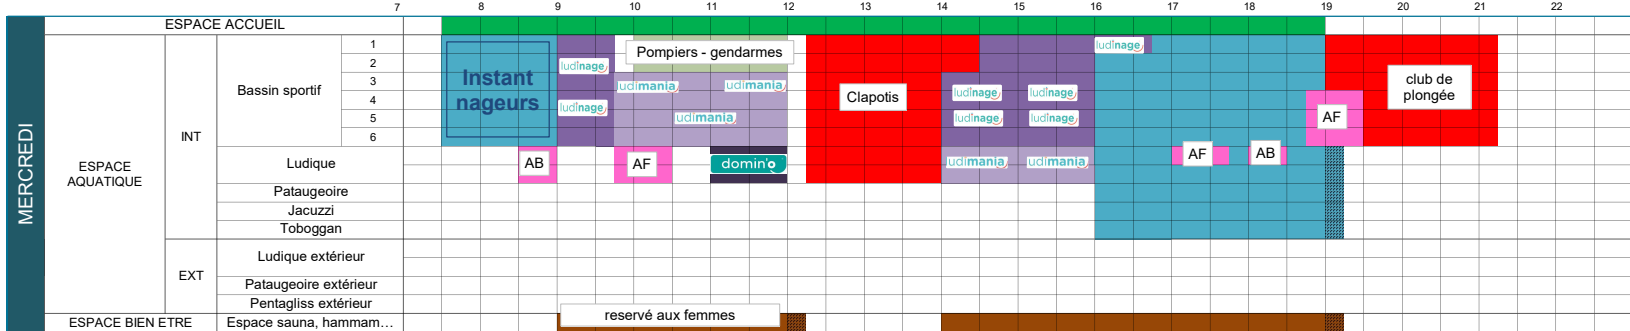 7 8 9 10 11 12 13 14 15 16 17 18 19 20 21 22
ESPACE ACCUEIL
MERCREDI
ESPACE
AQUATIQUE
INT
Bassin sportif
1
2
3
4
5
6
Instant
nageurs
ludinage
ludinage
Pompiers - gendarmes
udimania
udimania
udimania
Clapotis
ludinage
ludinage
ludinage
ludinage
ludinage
club de
plongée
AF
Ludique
AB
AF
domin'o
udimania
udimania
AF
AB
Pataugeoire
Jacuzzi
Toboggan
EXT
Ludique extérieur
Pataugeoire extérieur
Pentagliss extérieur
ESPACE BIEN ETRE
Espace sauna, hammam…
reservé aux femmes